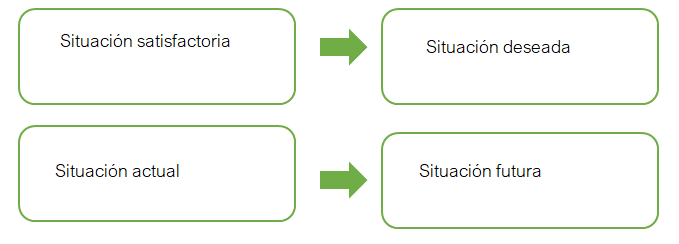 Situación satisfactoria
Situación deseada
Situación actual
Situación futura